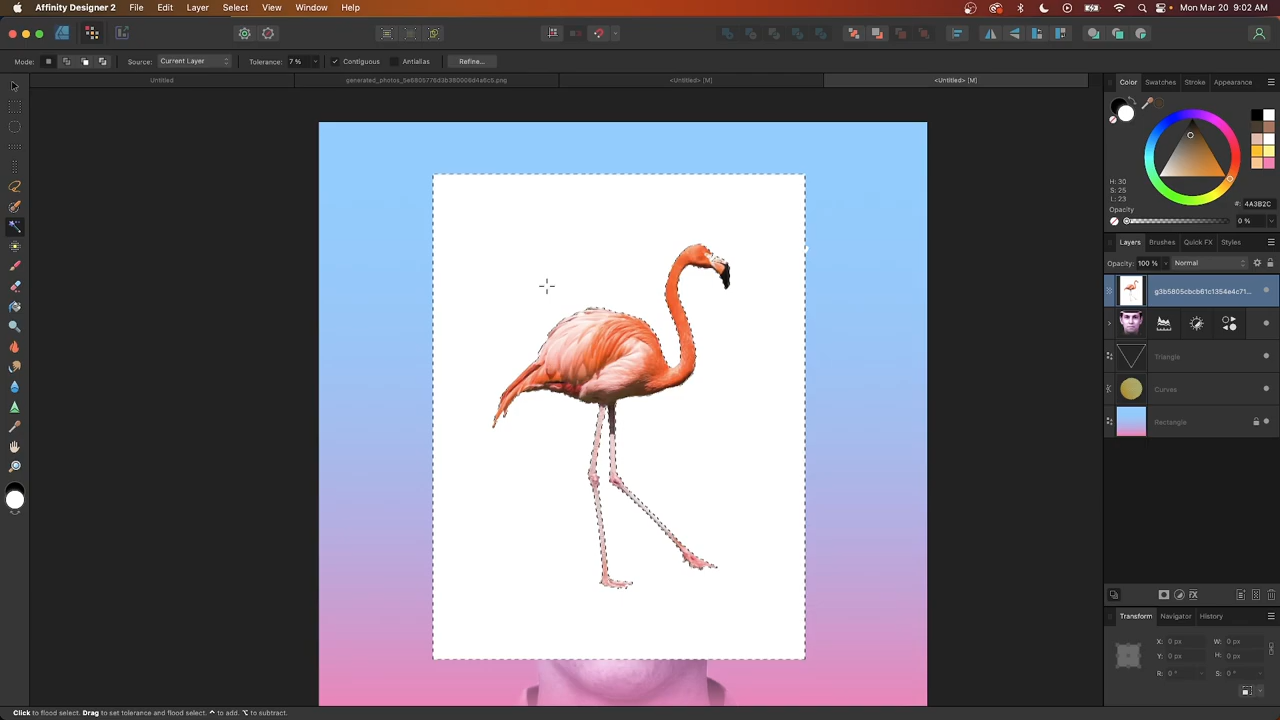 Affinity Designer 2 File Edit Layer Select View Window Help Mon Mar 20 9:02 AM
Mode: Source: Current Layer Tolerance: 7 % Contiguous Antialias Refine...
Untitled generated_photos_5e6805776d3b380006d4a6c5.png <Untitled> [M] <Untitled> [M]
Color Swatches Stroke Appearance
H: 30
S: 25
L: 23
#: 4A3B2C
Opacity
0 %
Layers Brushes Quick FX Styles
Opacity: 100 % Normal
g3b5805cbcb61c1354e4c71...
Triangle
Curves
Rectangle
Transform Navigator History
X: 0 px W: 0 px
Y: 0 px H: 0 px
R: 0 ° S: 0 °
Click to flood select. Drag to set tolerance and flood select. ⌃ to add. ⌥ to subtract.